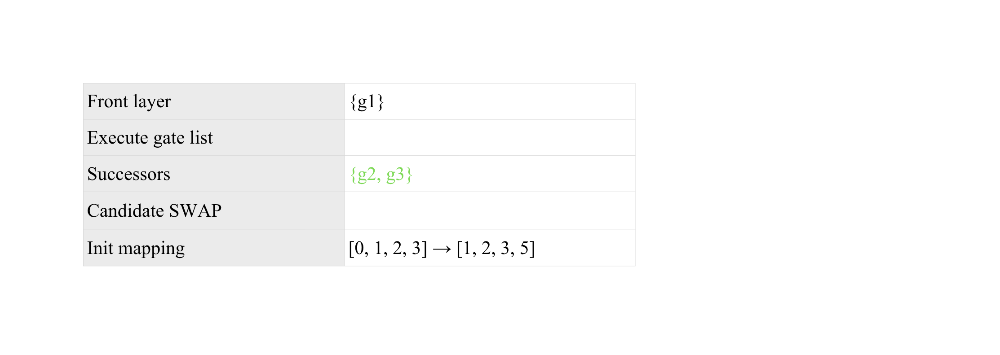 Front layer {g1}
Execute gate list
Successors {g2, g3}
Candidate SWAP
Init mapping [0, 1, 2, 3] → [1, 2, 3, 5]